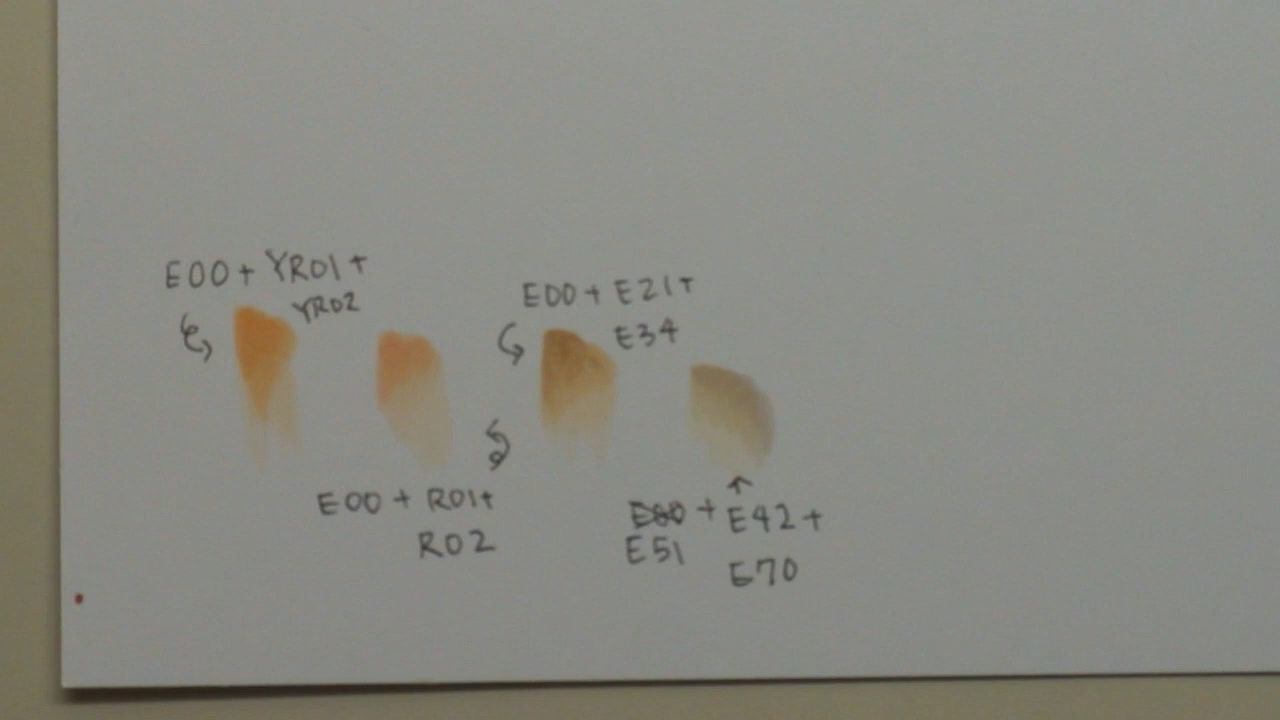 E00 + YR01 +
YR02
E00 + R01+
R02
E00 + E21+
E34
E00 + E42 +
E51
E70